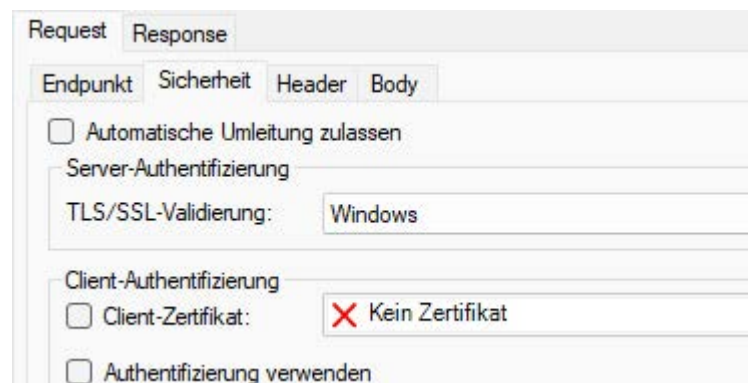 Request Response
Endpunkt Sicherheit Header Body
Automatische Umleitung zulassen
Server-Authentifizierung
TLS/SSL-Validierung: Windows
Client-Authentifizierung
Client-Zertifikat: Kein Zertifikat
Authentifizierung verwenden